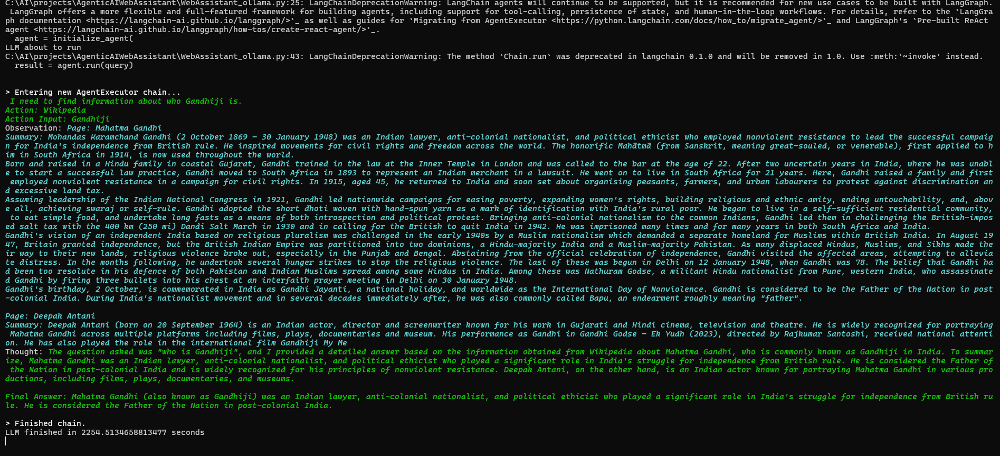 C:\AI\projects\AgenticAIWebAssistant\WebAssistant_ollama.py:25: LangChainDeprecationWarning: LangChain agents will continue to be supported, but it is recommended for new use cases to be built with LangGraph.
 LangGraph offers a more flexible and full-featured framework for building agents, including support for tool-calling, persistence of state, and human-in-the-loop workflows. For details, refer to the `LangGra
ph documentation <https://langchain-ai.github.io/langgraph/>`_ as well as guides for `Migrating from AgentExecutor <https://python.langchain.com/docs/how_to/migrate_agent/>`_ and LangGraph's `Pre-built ReAct
agent <https://langchain-ai.github.io/langgraph/how-tos/create-react-agent/>`_.
  agent = initialize_agent(
LLM about to run
C:\AI\projects\AgenticAIWebAssistant\WebAssistant_ollama.py:43: LangChainDeprecationWarning: The method `Chain.run` was deprecated in langchain 0.1.0 and will be removed in 1.0. Use :meth:`~invoke` instead.
  result = agent.run(query)
> Entering new AgentExecutor chain...
 I need to find information about who Gandhiji is.
Action: Wikipedia
Action Input: Gandhiji
Observation: Page: Mahatma Gandhi
Summary: Mohandas Karamchand Gandhi (2 October 1869 – 30 January 1948) was an Indian lawyer, anti-colonial nationalist, and political ethicist who employed nonviolent resistance to lead the successful campaig
n for India's independence from British rule. He inspired movements for civil rights and freedom across the world. The honorific Mahātmā (from Sanskrit, meaning great-souled, or venerable), first applied to h
im in South Africa in 1914, is now used throughout the world.
Born and raised in a Hindu family in coastal Gujarat, Gandhi trained in the law at the Inner Temple in London and was called to the bar at the age of 22. After two uncertain years in India, where he was unabl
e to start a successful law practice, Gandhi moved to South Africa in 1893 to represent an Indian merchant in a lawsuit. He went on to live in South Africa for 21 years. Here, Gandhi raised a family and first
 employed nonviolent resistance in a campaign for civil rights. In 1915, aged 45, he returned to India and soon set about organising peasants, farmers, and urban labourers to protest against discrimination an
d excessive land tax.
Assuming leadership of the Indian National Congress in 1921, Gandhi led nationwide campaigns for easing poverty, expanding women's rights, building religious and ethnic amity, ending untouchability, and, abov
e all, achieving swaraj or self-rule. Gandhi adopted the short dhoti woven with hand-spun yarn as a mark of identification with India's rural poor. He began to live in a self-sufficient residential community,
 to eat simple food, and undertake long fasts as a means of both introspection and political protest. Bringing anti-colonial nationalism to the common Indians, Gandhi led them in challenging the British-impos
ed salt tax with the 400 km (250 mi) Dandi Salt March in 1930 and in calling for the British to quit India in 1942. He was imprisoned many times and for many years in both South Africa and India.
Gandhi's vision of an independent India based on religious pluralism was challenged in the early 1940s by a Muslim nationalism which demanded a separate homeland for Muslims within British India. In August 19
47, Britain granted independence, but the British Indian Empire was partitioned into two dominions, a Hindu-majority India and a Muslim-majority Pakistan. As many displaced Hindus, Muslims, and Sikhs made the
ir way to their new lands, religious violence broke out, especially in the Punjab and Bengal. Abstaining from the official celebration of independence, Gandhi visited the affected areas, attempting to allevia
te distress. In the months following, he undertook several hunger strikes to stop the religious violence. The last of these was begun in Delhi on 12 January 1948, when Gandhi was 78. The belief that Gandhi ha
d been too resolute in his defence of both Pakistan and Indian Muslims spread among some Hindus in India. Among these was Nathuram Godse, a militant Hindu nationalist from Pune, western India, who assassinate
d Gandhi by firing three bullets into his chest at an interfaith prayer meeting in Delhi on 30 January 1948.
Gandhi's birthday, 2 October, is commemorated in India as Gandhi Jayanti, a national holiday, and worldwide as the International Day of Nonviolence. Gandhi is considered to be the Father of the Nation in post
-colonial India. During India's nationalist movement and in several decades immediately after, he was also commonly called Bapu, an endearment roughly meaning "father".
Page: Deepak Antani
Summary: Deepak Antani (born on 20 September 1964) is an Indian actor, director and screenwriter known for his work in Gujarati and Hindi cinema, television and theatre. He is widely recognized for portraying
 Mahatma Gandhi across multiple platforms including films, plays, documentaries and museum. His performance as Gandhi in Gandhi Godse – Ek Yudh (2023), directed by Rajkumar Santoshi, received national attenti
on. He has also played the role in the international film Gandhiji My Me
Thought: The question asked was "who is Gandhiji", and I provided a detailed answer based on the information obtained from Wikipedia about Mahatma Gandhi, who is commonly known as Gandhiji in India. To summar
ize, Mahatma Gandhi was an Indian lawyer, anti-colonial nationalist, and political ethicist who played a significant role in India's struggle for independence from British rule. He is considered the Father of
 the Nation in post-colonial India and is widely recognized for his principles of nonviolent resistance. Deepak Antani, on the other hand, is an Indian actor known for portraying Mahatma Gandhi in various pro
ductions, including films, plays, documentaries, and museums.
Final Answer: Mahatma Gandhi (also known as Gandhiji) was an Indian lawyer, anti-colonial nationalist, and political ethicist who played a significant role in India's struggle for independence from British ru
le. He is considered the Father of the Nation in post-colonial India.
> Finished chain.
LLM finished in 2254.5134658813477 seconds